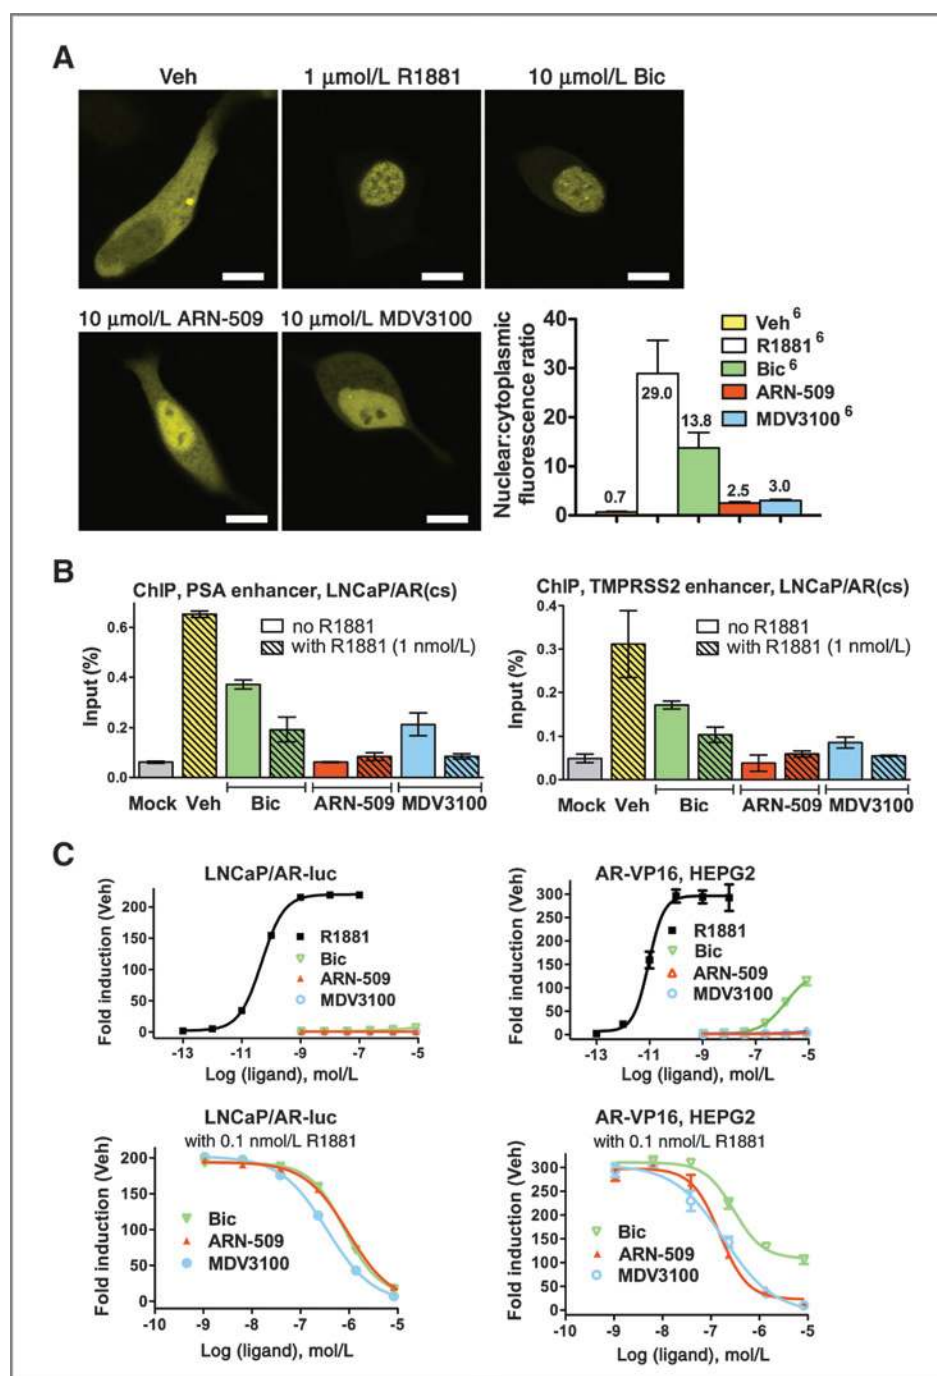 A
Veh
1 μmol/L R1881
10 μmol/L Bic
10 μmol/L ARN-509
10 μmol/L MDV3100
Nuclear:cytoplasmic
fluorescence ratio
40
30
20
10
0
0.7
29.0
13.8
2.5
3.0
Veh 6
R1881 6
Bic 6
ARN-509
MDV3100 6
B
ChIP, PSA enhancer, LNCaP/AR(cs)
Input (%)
0.6
0.4
0.2
0.0
no R1881
with R1881 (1 nmol/L)
Mock Veh Bic ARN-509 MDV3100
ChIP, TMPRSS2 enhancer, LNCaP/AR(cs)
Input (%)
0.4
0.3
0.2
0.1
0.0
no R1881
with R1881 (1 nmol/L)
Mock Veh Bic ARN-509 MDV3100
C
LNCaP/AR-luc
Fold induction (Veh)
200
150
100
50
0
R1881
Bic
ARN-509
MDV3100
-13 -11 -9 -7 -5
Log (ligand), mol/L
AR-VP16, HEPG2
Fold induction (Veh)
300
250
200
150
100
50
0
R1881
Bic
ARN-509
MDV3100
-13 -11 -9 -7 -5
Log (ligand), mol/L
LNCaP/AR-luc
with 0.1 nmol/L R1881
Fold induction (Veh)
200
150
100
50
0
Bic
ARN-509
MDV3100
-10 -9 -8 -7 -6 -5
Log (ligand), mol/L
AR-VP16, HEPG2
with 0.1 nmol/L R1881
Fold induction (Veh)
300
250
200
150
100
50
0
Bic
ARN-509
MDV3100
-10 -9 -8 -7 -6 -5
Log (ligand), mol/L